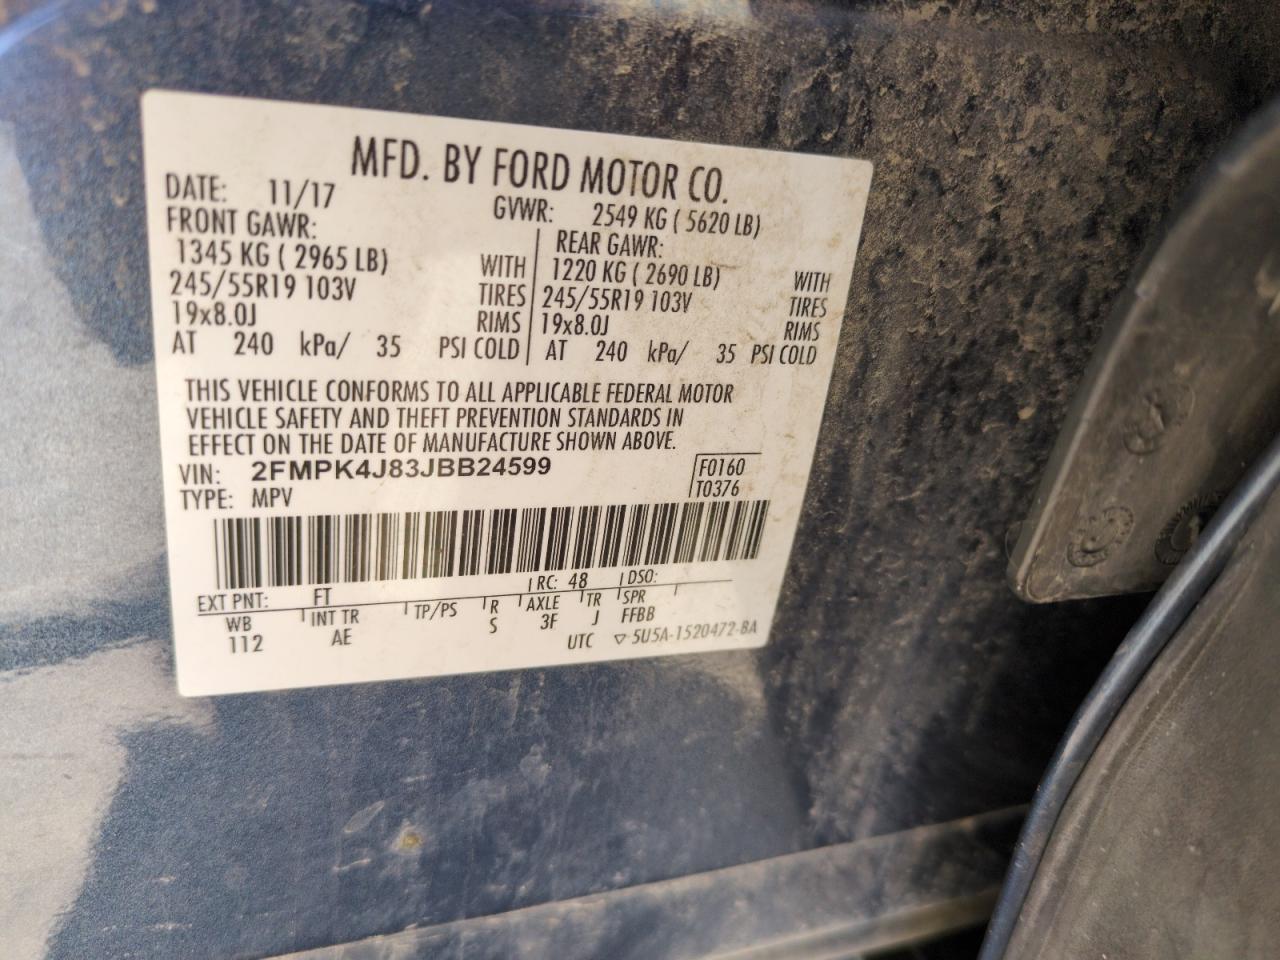 MFD. BY FORD MOTOR CO.
DATE: 11/17 GVWR: 2549 KG ( 5620 LB)
FRONT GAWR: REAR GAWR:
1345 KG ( 2965 LB) WITH 1220 KG ( 2690 LB) WITH
245/55R19 103V TIRES 245/55R19 103V TIRES
19x8.0J RIMS 19x8.0J RIMS
AT 240 kPa/ 35 PSI COLD AT 240 kPa/ 35 PSI COLD
THIS VEHICLE CONFORMS TO ALL APPLICABLE FEDERAL MOTOR
VEHICLE SAFETY AND THEFT PREVENTION STANDARDS IN
EFFECT ON THE DATE OF MANUFACTURE SHOWN ABOVE.
VIN: 2FMPK4J83JBB24599 F0160
TYPE: MPV T0376
EXT PNT: FT RC: 48 DSO:
WB INT TR TP/PS R AXLE TR SPR
112 AE S 3F J FFBB
UTC ▽ 5U5A-1520472-BA